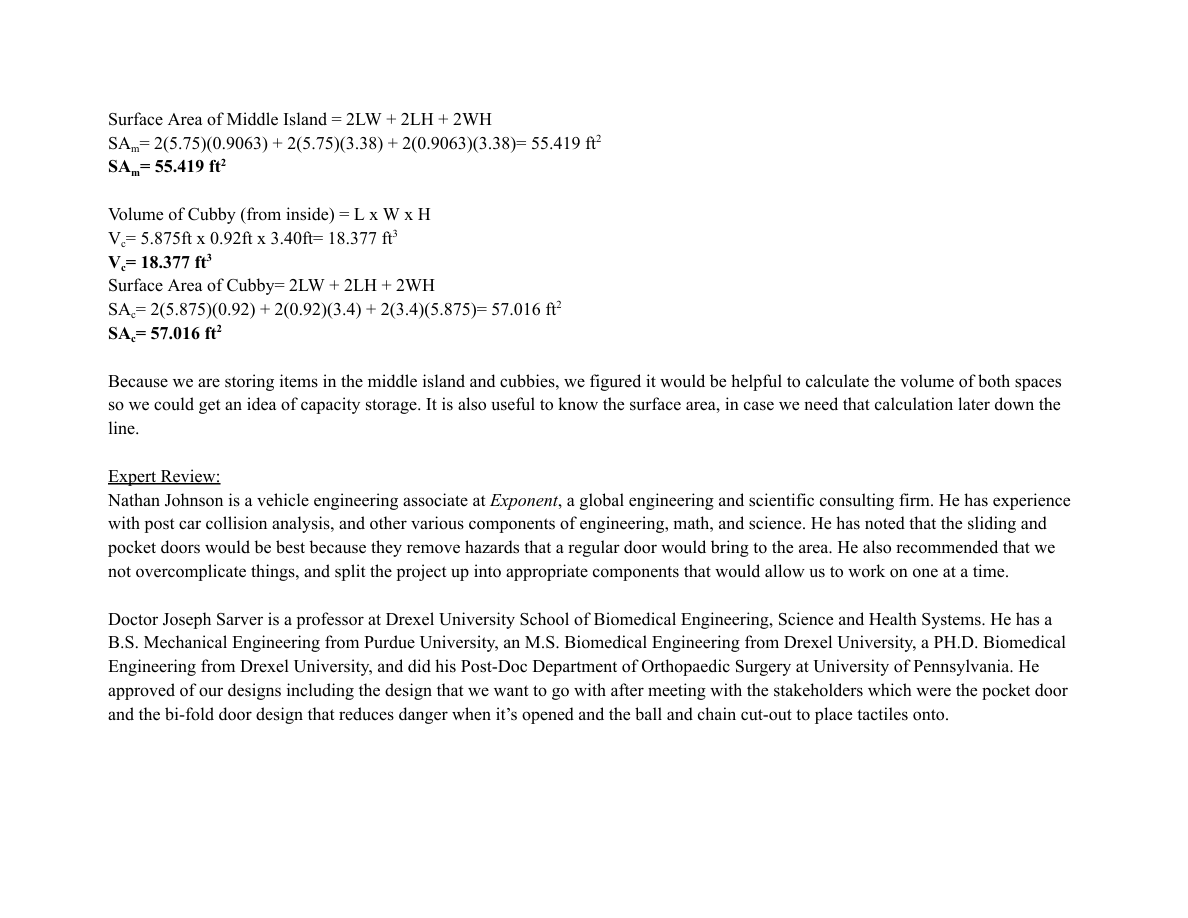 Surface Area of Middle Island = 2LW + 2LH + 2WH
SAₘ= 2(5.75)(0.9063) + 2(5.75)(3.38) + 2(0.9063)(3.38)= 55.419 ft²
SAₘ= 55.419 ft²
Volume of Cubby (from inside) = L x W x H
V꜀= 5.875ft x 0.92ft x 3.40ft= 18.377 ft³
V꜀= 18.377 ft³
Surface Area of Cubby= 2LW + 2LH + 2WH
SA꜀= 2(5.875)(0.92) + 2(0.92)(3.4) + 2(3.4)(5.875)= 57.016 ft²
SA꜀= 57.016 ft²
Because we are storing items in the middle island and cubbies, we figured it would be helpful to calculate the volume of both spaces
so we could get an idea of capacity storage. It is also useful to know the surface area, in case we need that calculation later down the
line.
Expert Review:
Nathan Johnson is a vehicle engineering associate at Exponent, a global engineering and scientific consulting firm. He has experience
with post car collision analysis, and other various components of engineering, math, and science. He has noted that the sliding and
pocket doors would be best because they remove hazards that a regular door would bring to the area. He also recommended that we
not overcomplicate things, and split the project up into appropriate components that would allow us to work on one at a time.
Doctor Joseph Sarver is a professor at Drexel University School of Biomedical Engineering, Science and Health Systems. He has a
B.S. Mechanical Engineering from Purdue University, an M.S. Biomedical Engineering from Drexel University, a PH.D. Biomedical
Engineering from Drexel University, and did his Post-Doc Department of Orthopaedic Surgery at University of Pennsylvania. He
approved of our designs including the design that we want to go with after meeting with the stakeholders which were the pocket door
and the bi-fold door design that reduces danger when it’s opened and the ball and chain cut-out to place tactiles onto.